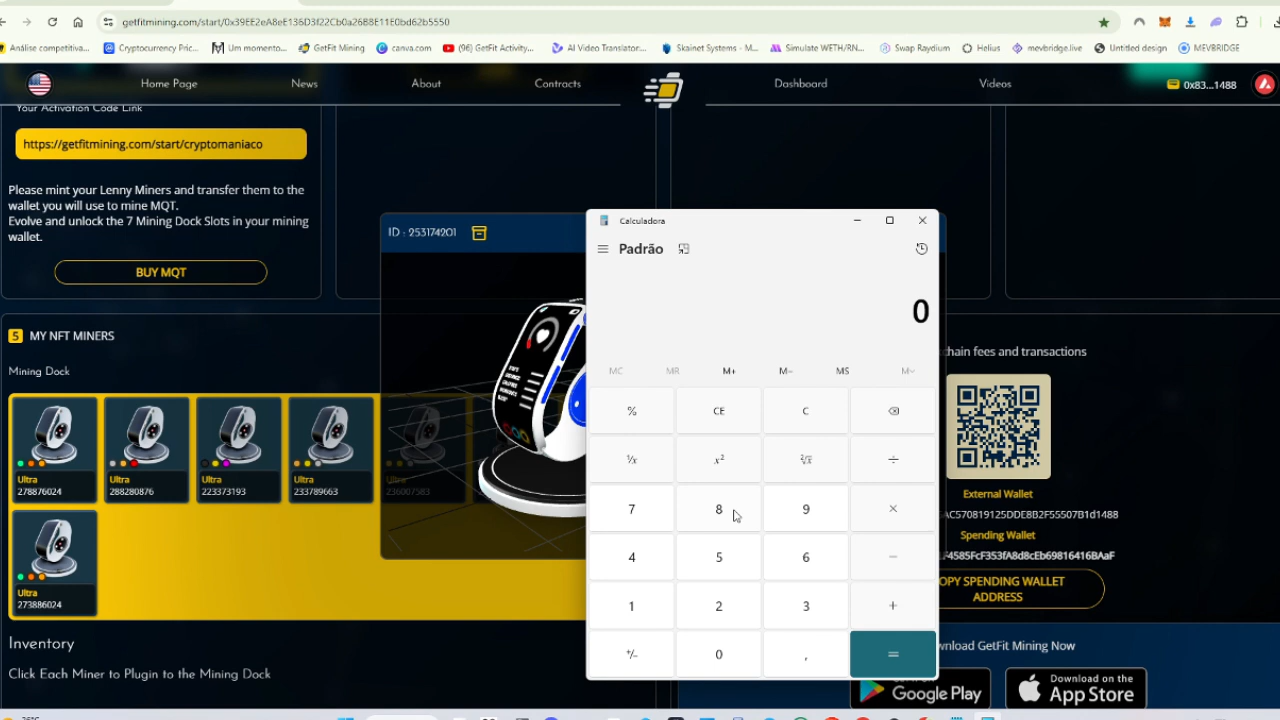 getfitmining.com/start/0x39EE2eA8eE136D3f22Cb0a26B8E11E0bd62b5550
Análise competitiva...
Cryptocurrency Pric...
Um momento...
GetFit Mining
canva.com
(96) GetFit Activity...
AI Video Translator:...
Skainet Systems - M...
Simulate WETH/RN...
Swap Raydium
Helius
mevbridge.live
Untitled design
MEVBRIDGE
Home Page
News
About
Contracts
Dashboard
Videos
0x83...1488
Your Activation Code Link
https://getfitmining.com/start/cryptomaniaco
Please mint your Lenny Miners and transfer them to the
wallet you will use to mine MQT.
Evolve and unlock the 7 Mining Dock Slots in your mining
wallet.
BUY MQT
ID : 253174201
Calculadora
Padrão
0
MC MR M+ M- MS M˅
% CE C
¹/x x² ²√x ÷
7 8 9 ×
4 5 6 −
1 2 3 +
+/− 0 , =
5 MY NFT MINERS
Mining Dock
Ultra
278876024
Ultra
288280876
Ultra
223373193
Ultra
233789663
Ultra
236007583
Ultra
273886024
Inventory
Click Each Miner to Plugin to the Mining Dock
hain fees and transactions
External Wallet
AC570819125DDE8B2F55507B1d1488
Spending Wallet
F4585FcF353fA8d8cEb69816416BAaF
OPY SPENDING WALLET
ADDRESS
wnload GetFit Mining Now
Google Play
Download on the
App Store